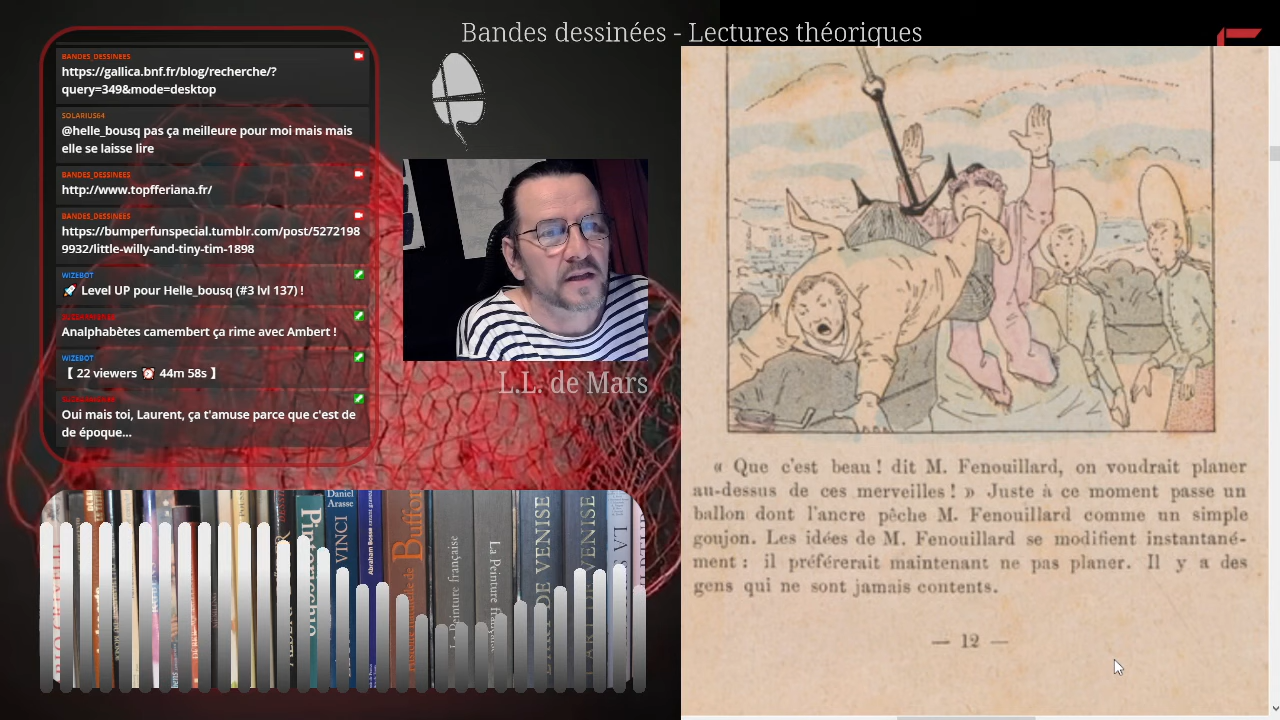 Bandes dessinées - Lectures théoriques
BANDES_DESSINEES
https://gallica.bnf.fr/blog/recherche/?
query=349&mode=desktop
SOLARIUS64
@helle_bousq pas ça meilleure pour moi mais mais
elle se laisse lire
BANDES_DESSINEES
http://www.topfferiana.fr/
BANDES_DESSINEES
https://bumperfunspecial.tumblr.com/post/5272198
9932/little-willy-and-tiny-tim-1898
WIZEBOT
🚀 Level UP pour Helle_bousq (#3 lvl 137) !
Analphabètes camembert ça rime avec Ambert !
WIZEBOT
【 22 viewers ⏰ 44m 58s 】
Oui mais toi, Laurent, ça t'amuse parce que c'est de
de époque...
L.L. de Mars
Daniel
Arasse
VINCI
Abraham Bosse
Buffon
La Peinture française
La Peinture
DE VENISE
VENISE
« Que c'est beau ! dit M. Fenouillard, on voudrait planer
au-dessus de ces merveilles ! » Juste à ce moment passe un
ballon dont l'ancre pêche M. Fenouillard comme un simple
goujon. Les idées de M. Fenouillard se modifient instantané-
ment : il préférerait maintenant ne pas planer. Il y a des
gens qui ne sont jamais contents.
— 12 —